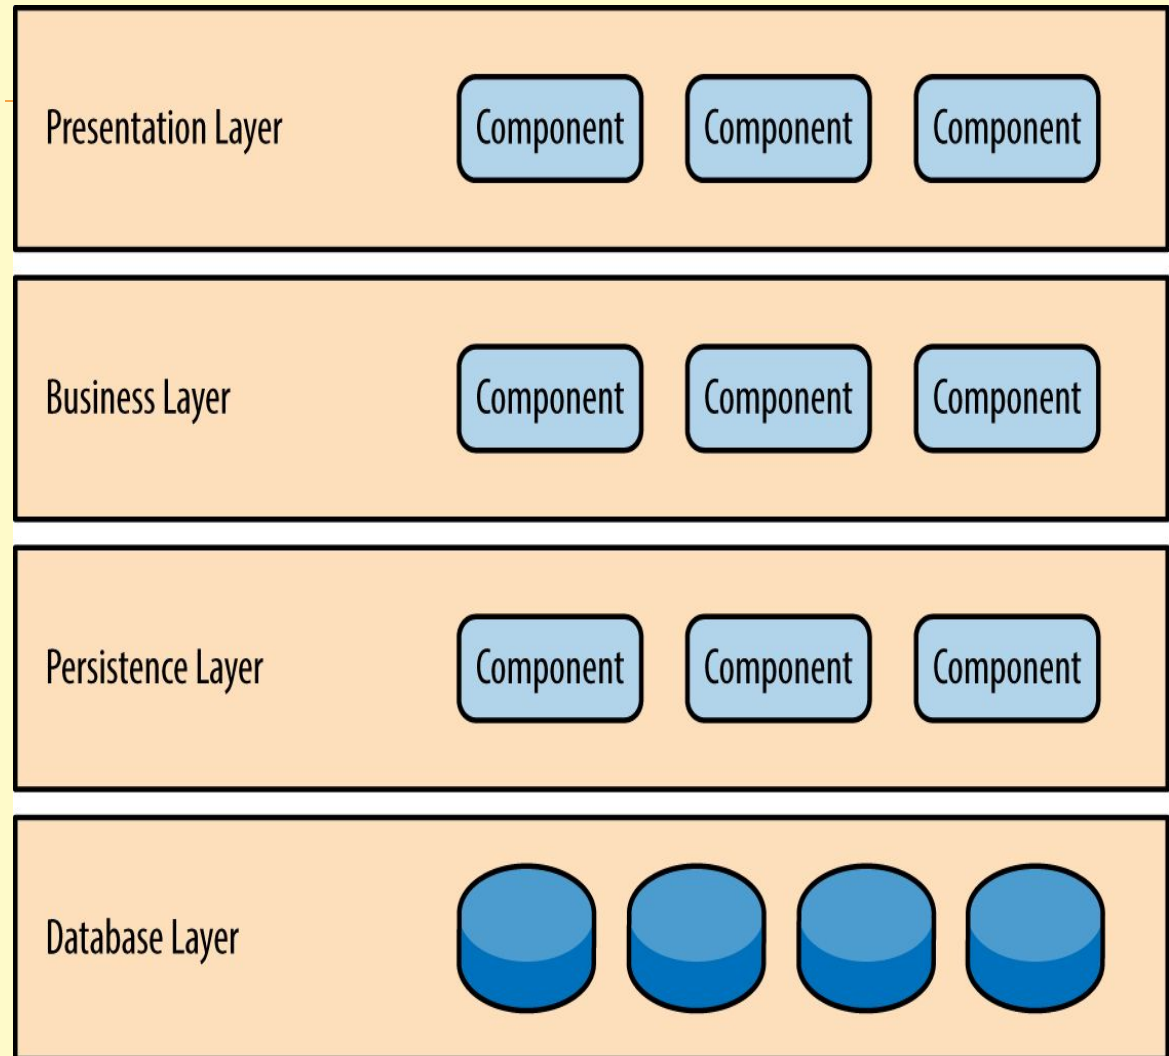 Presentation Layer Component Component Component
Business Layer Component Component Component
Persistence Layer Component Component Component
Database Layer